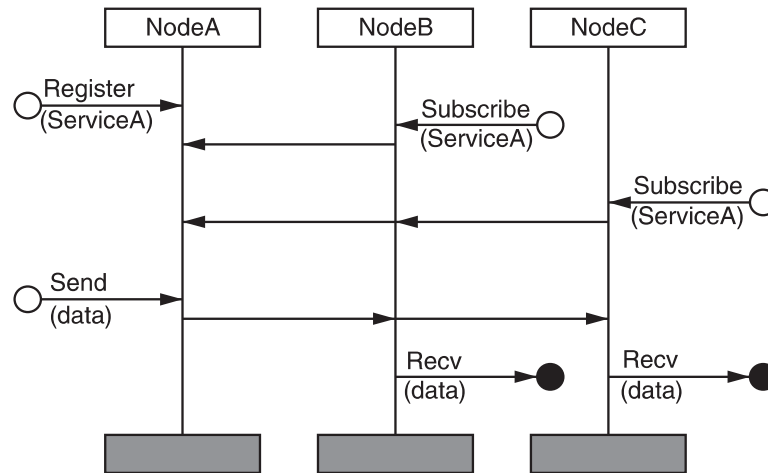 NodeA
NodeB
NodeC
Register
(ServiceA)
Subscribe
(ServiceA)
Subscribe
(ServiceA)
Send
(data)
Recv
(data)
Recv
(data)